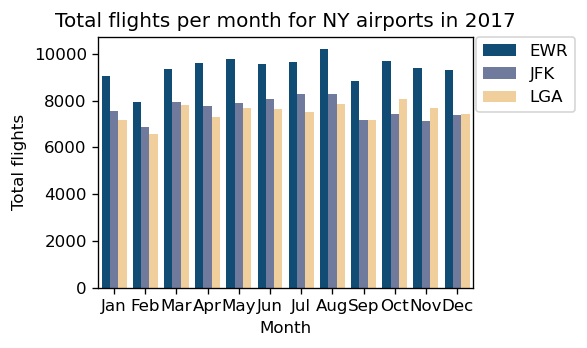 Total flights per month for NY airports in 2017
EWR
JFK
LGA
10000
8000
6000
4000
2000
0
Total flights
Jan Feb Mar Apr May Jun Jul Aug Sep Oct Nov Dec
Month